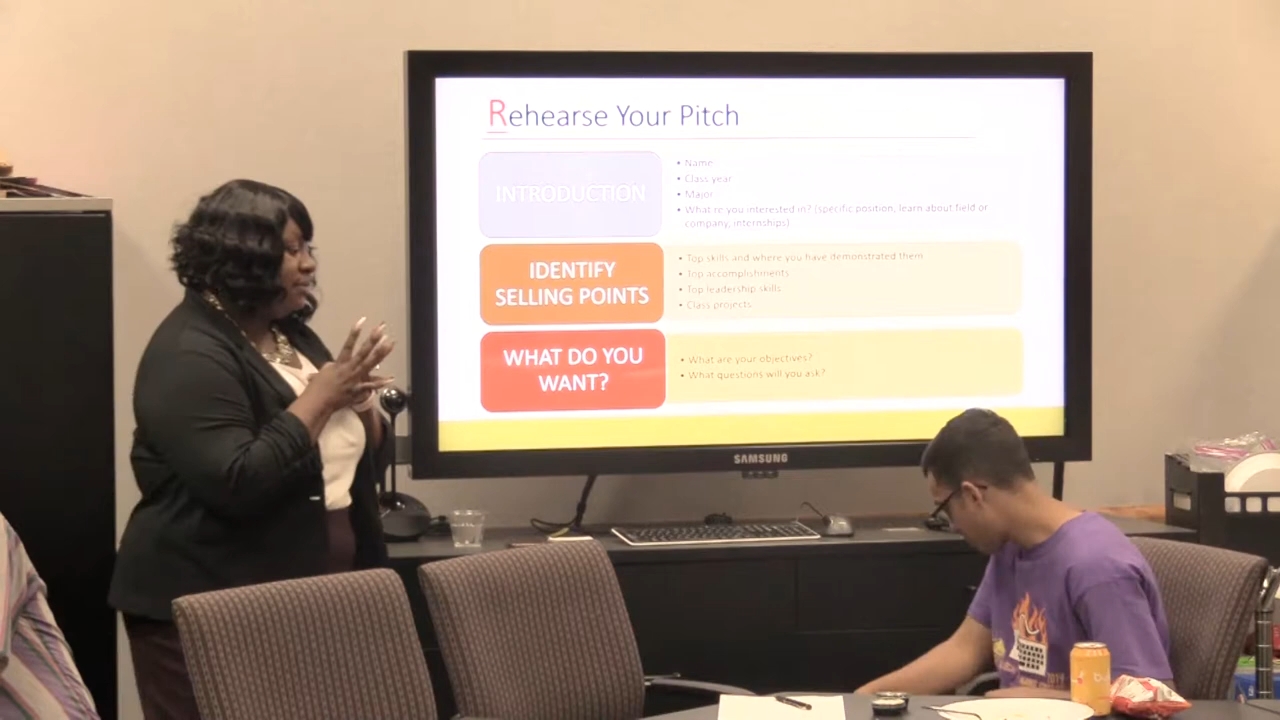 Rehearse Your Pitch
INTRODUCTION
• Name
• Class year
• Major
• What re you interested in? (specific position, learn about field or
company, internships)
IDENTIFY
SELLING POINTS
• Top skills and where you have demonstrated them
• Top accomplishments
• Top leadership skills
• Class projects
WHAT DO YOU
WANT?
• What are your objectives?
• What questions will you ask?
SAMSUNG